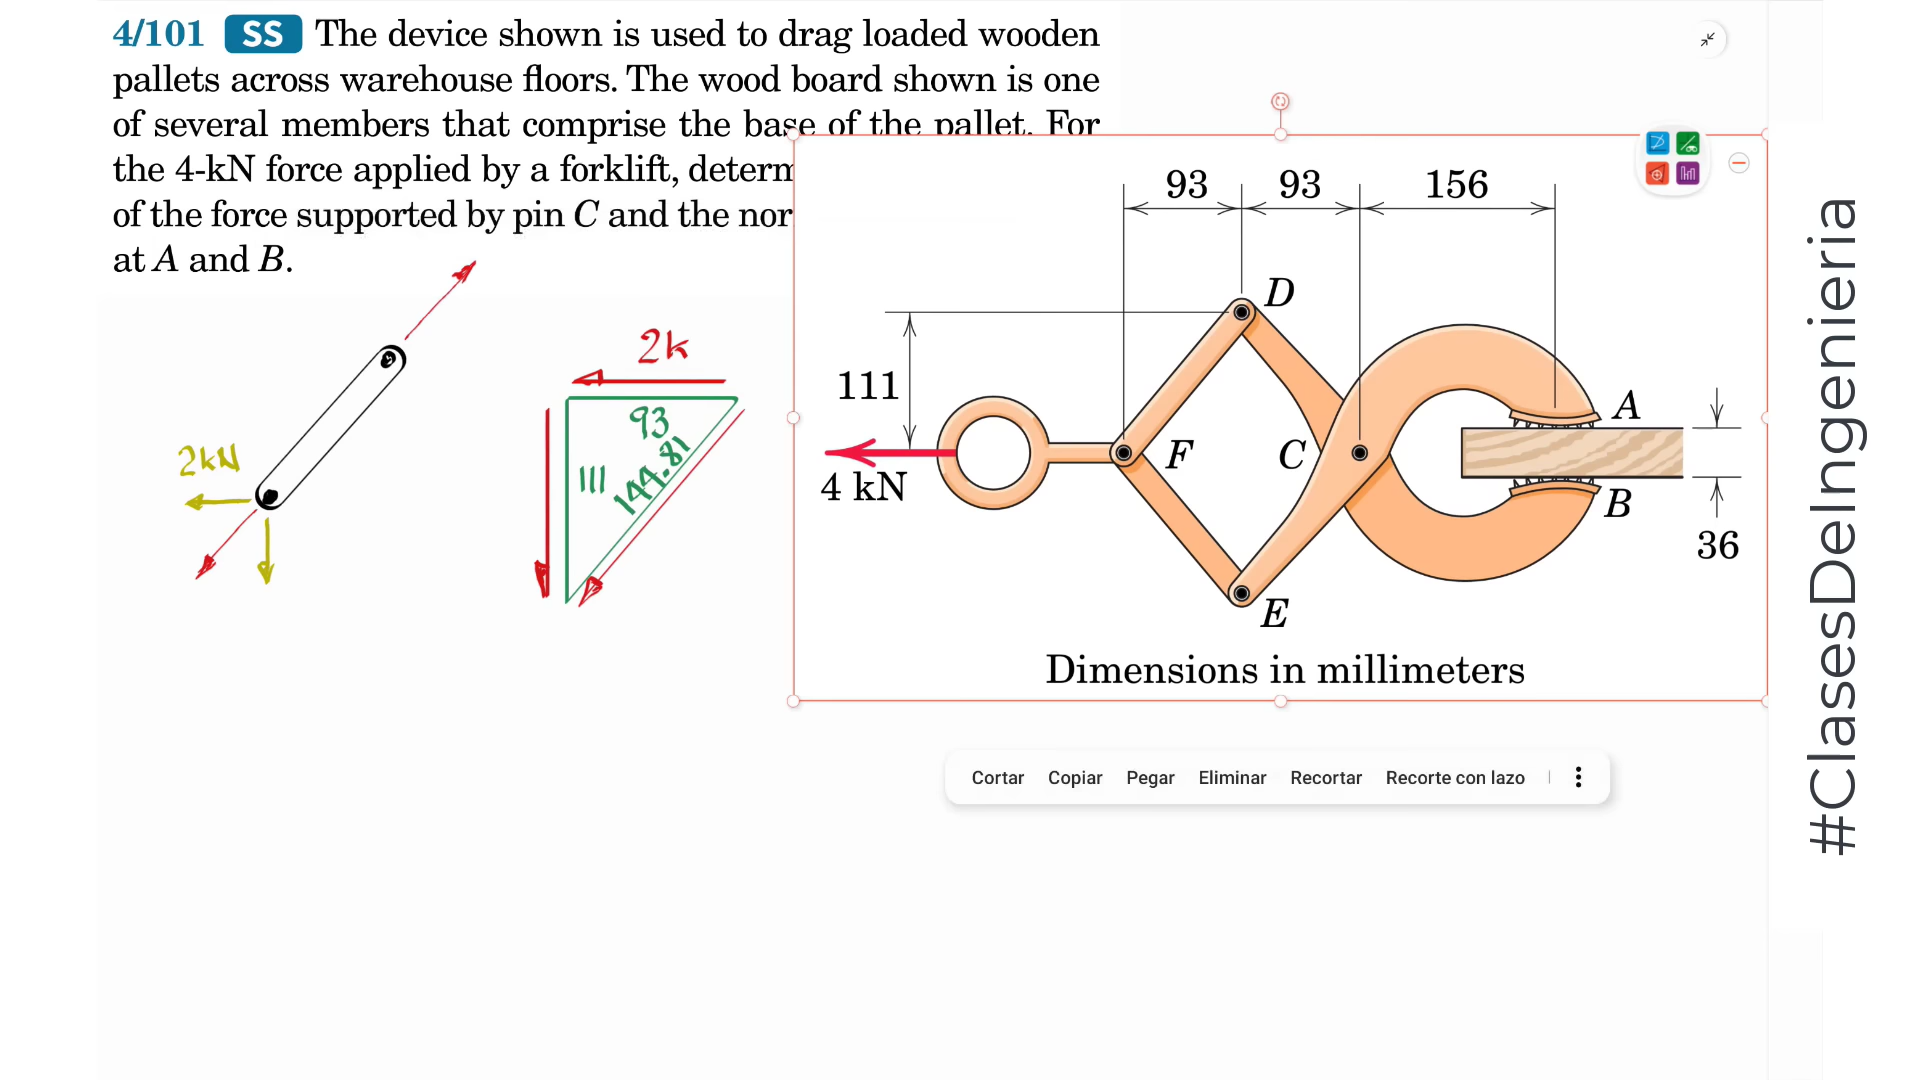 4/101 SS The device shown is used to drag loaded wooden
pallets across warehouse floors. The wood board shown is one
of several members that comprise the base of the pallet. For
the 4-kN force applied by a forklift, determ
of the force supported by pin C and the nor
at A and B.
2kN
2k
93
111
144.81
93
93
156
D
111
A
F
C
4 kN
B
36
E
Dimensions in millimeters
Cortar Copiar Pegar Eliminar Recortar Recorte con lazo
#ClasesDeIngenieria